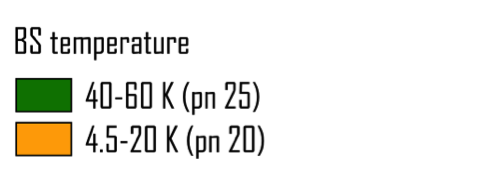 BS temperature
40-60 K (pn 25)
4.5-20 K (pn 20)